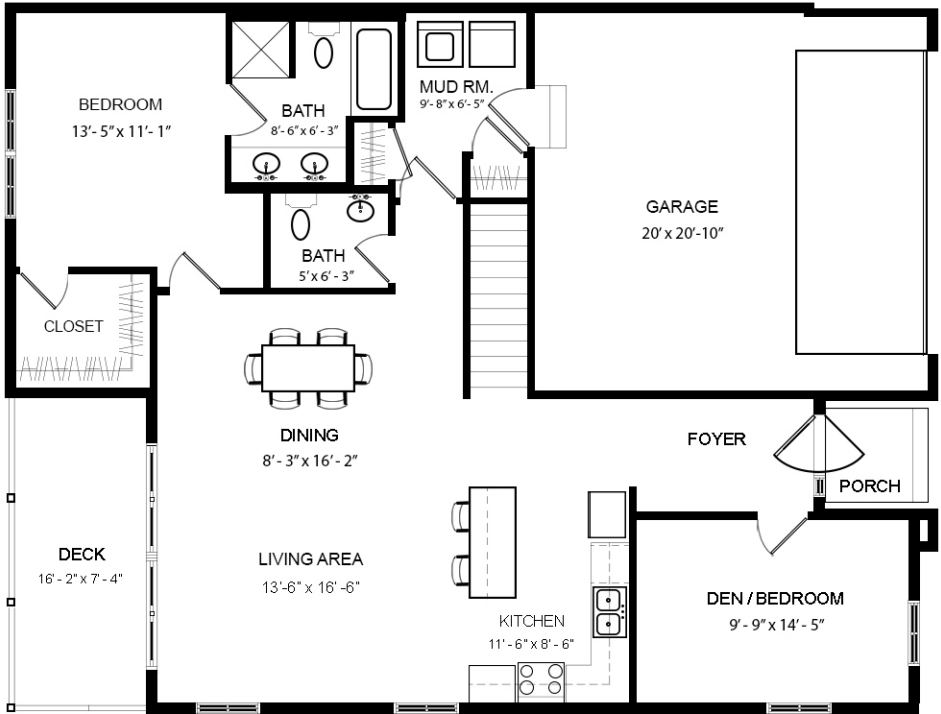 BEDROOM
13'- 5" x 11'- 1"
BATH
8'- 6" x 6'- 3"
MUD RM.
9'- 8" x 6'- 5"
GARAGE
20' x 20'-10"
BATH
5' x 6' - 3"
CLOSET
DINING
8' - 3" x 16' - 2"
FOYER
PORCH
DECK
16' - 2" x 7' - 4"
LIVING AREA
13'-6" x 16' -6"
KITCHEN
11' - 6" x 8' - 6"
DEN / BEDROOM
9' - 9" x 14' - 5"